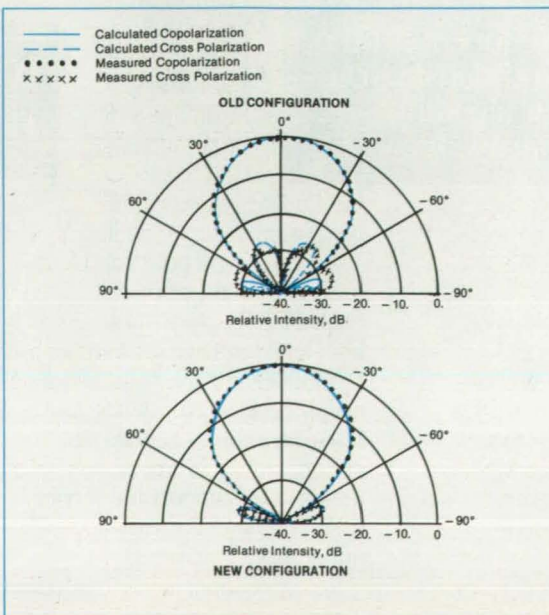 Calculated Copolarization
Calculated Cross Polarization
Measured Copolarization
Measured Cross Polarization
OLD CONFIGURATION
0°
30° -30°
60° -60°
90° -90°
-40. -30. -20. -10. 0.
Relative Intensity, dB
0°
30° -30°
60° -60°
90° -90°
-40. -30. -20. -10. 0.
Relative Intensity, dB
NEW CONFIGURATION